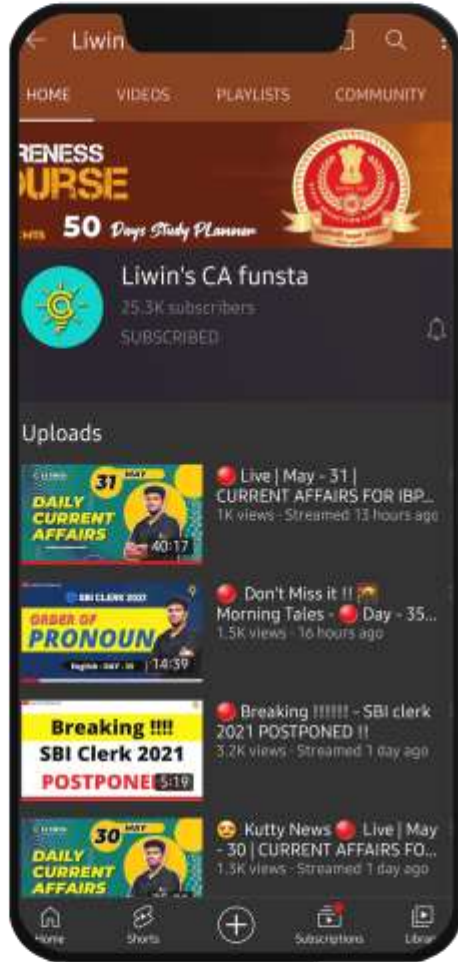 Liwin
HOME VIDEOS PLAYLISTS COMMUNITY
RENESS
URSE
50 Days Study Planner
Liwin's CA funsta
25.3K subscribers
SUBSCRIBED
Uploads
31 MAY
DAILY
CURRENT
AFFAIRS
40:17
🔴 Live | May - 31 |
CURRENT AFFAIRS FOR IBP...
1K views · Streamed 13 hours ago
SBI CLERK 2021
ORDER OF
PRONOUN
English - DAY - 35
14:39
🔴 Don't Miss it !! 🌄
Morning Tales - 🔴 Day - 35...
1.5K views · 16 hours ago
Breaking !!!!
SBI Clerk 2021
POSTPONE
5:19
🔴 Breaking !!!!!! - SBI clerk
2021 POSTPONED !!
3.2K views · Streamed 1 day ago
30 MAY
DAILY
CURRENT
AFFAIRS
Kutty News 🔴 Live | May
- 30 | CURRENT AFFAIRS FO...
1.3K views · Streamed 1 day ago
Home Shorts Subscriptions Librar